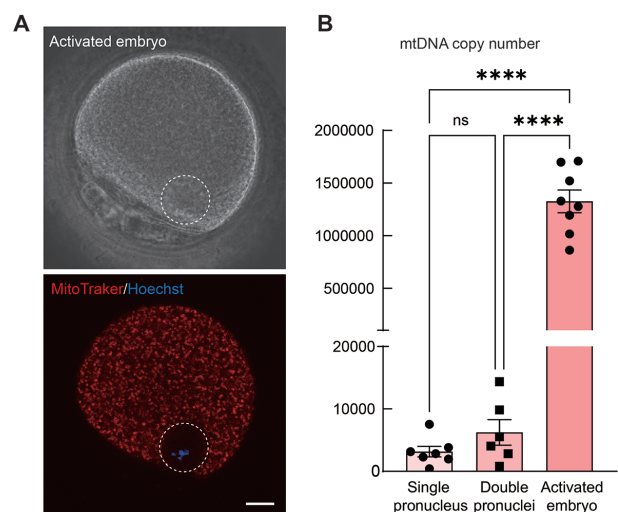 A
Activated embryo
MitoTraker/Hoechst
B
mtDNA copy number
****
ns
****
2000000
1500000
1000000
500000
20000
10000
0
Single
pronucleus
Double
pronuclei
Activated
embryo